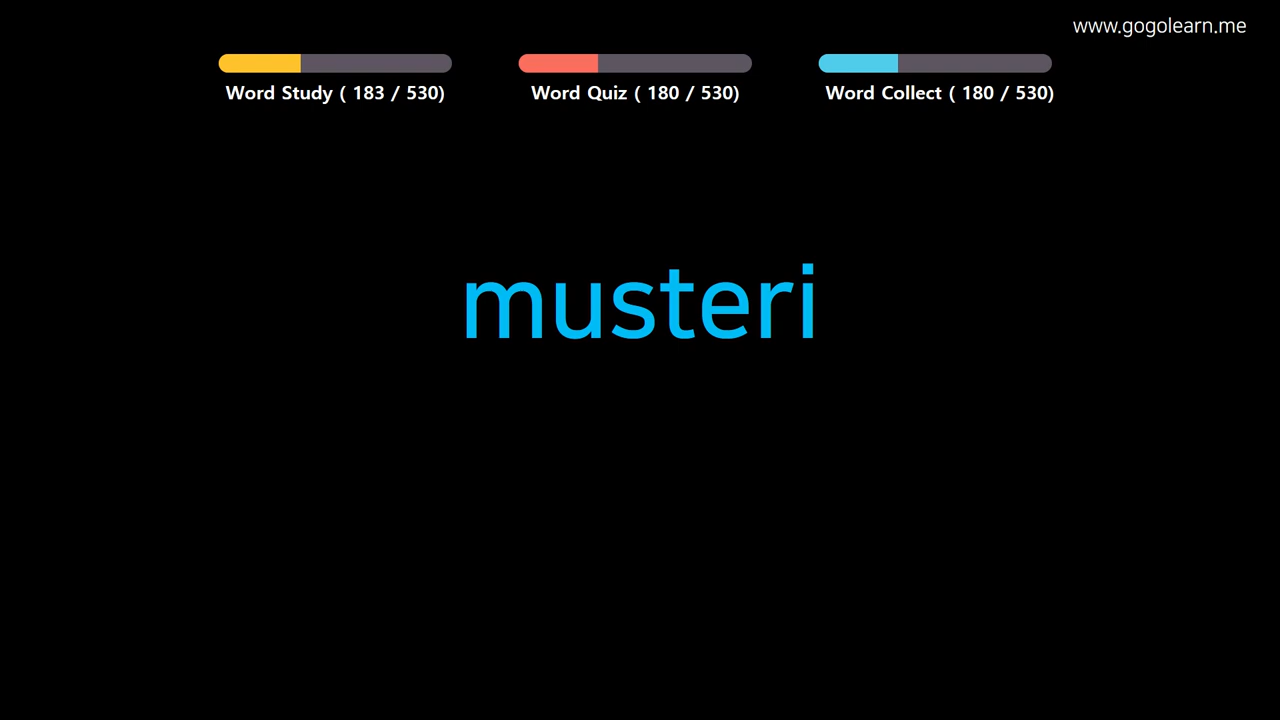 www.gogolearn.me
Word Study ( 183 / 530)
Word Quiz ( 180 / 530)
Word Collect ( 180 / 530)
musteri